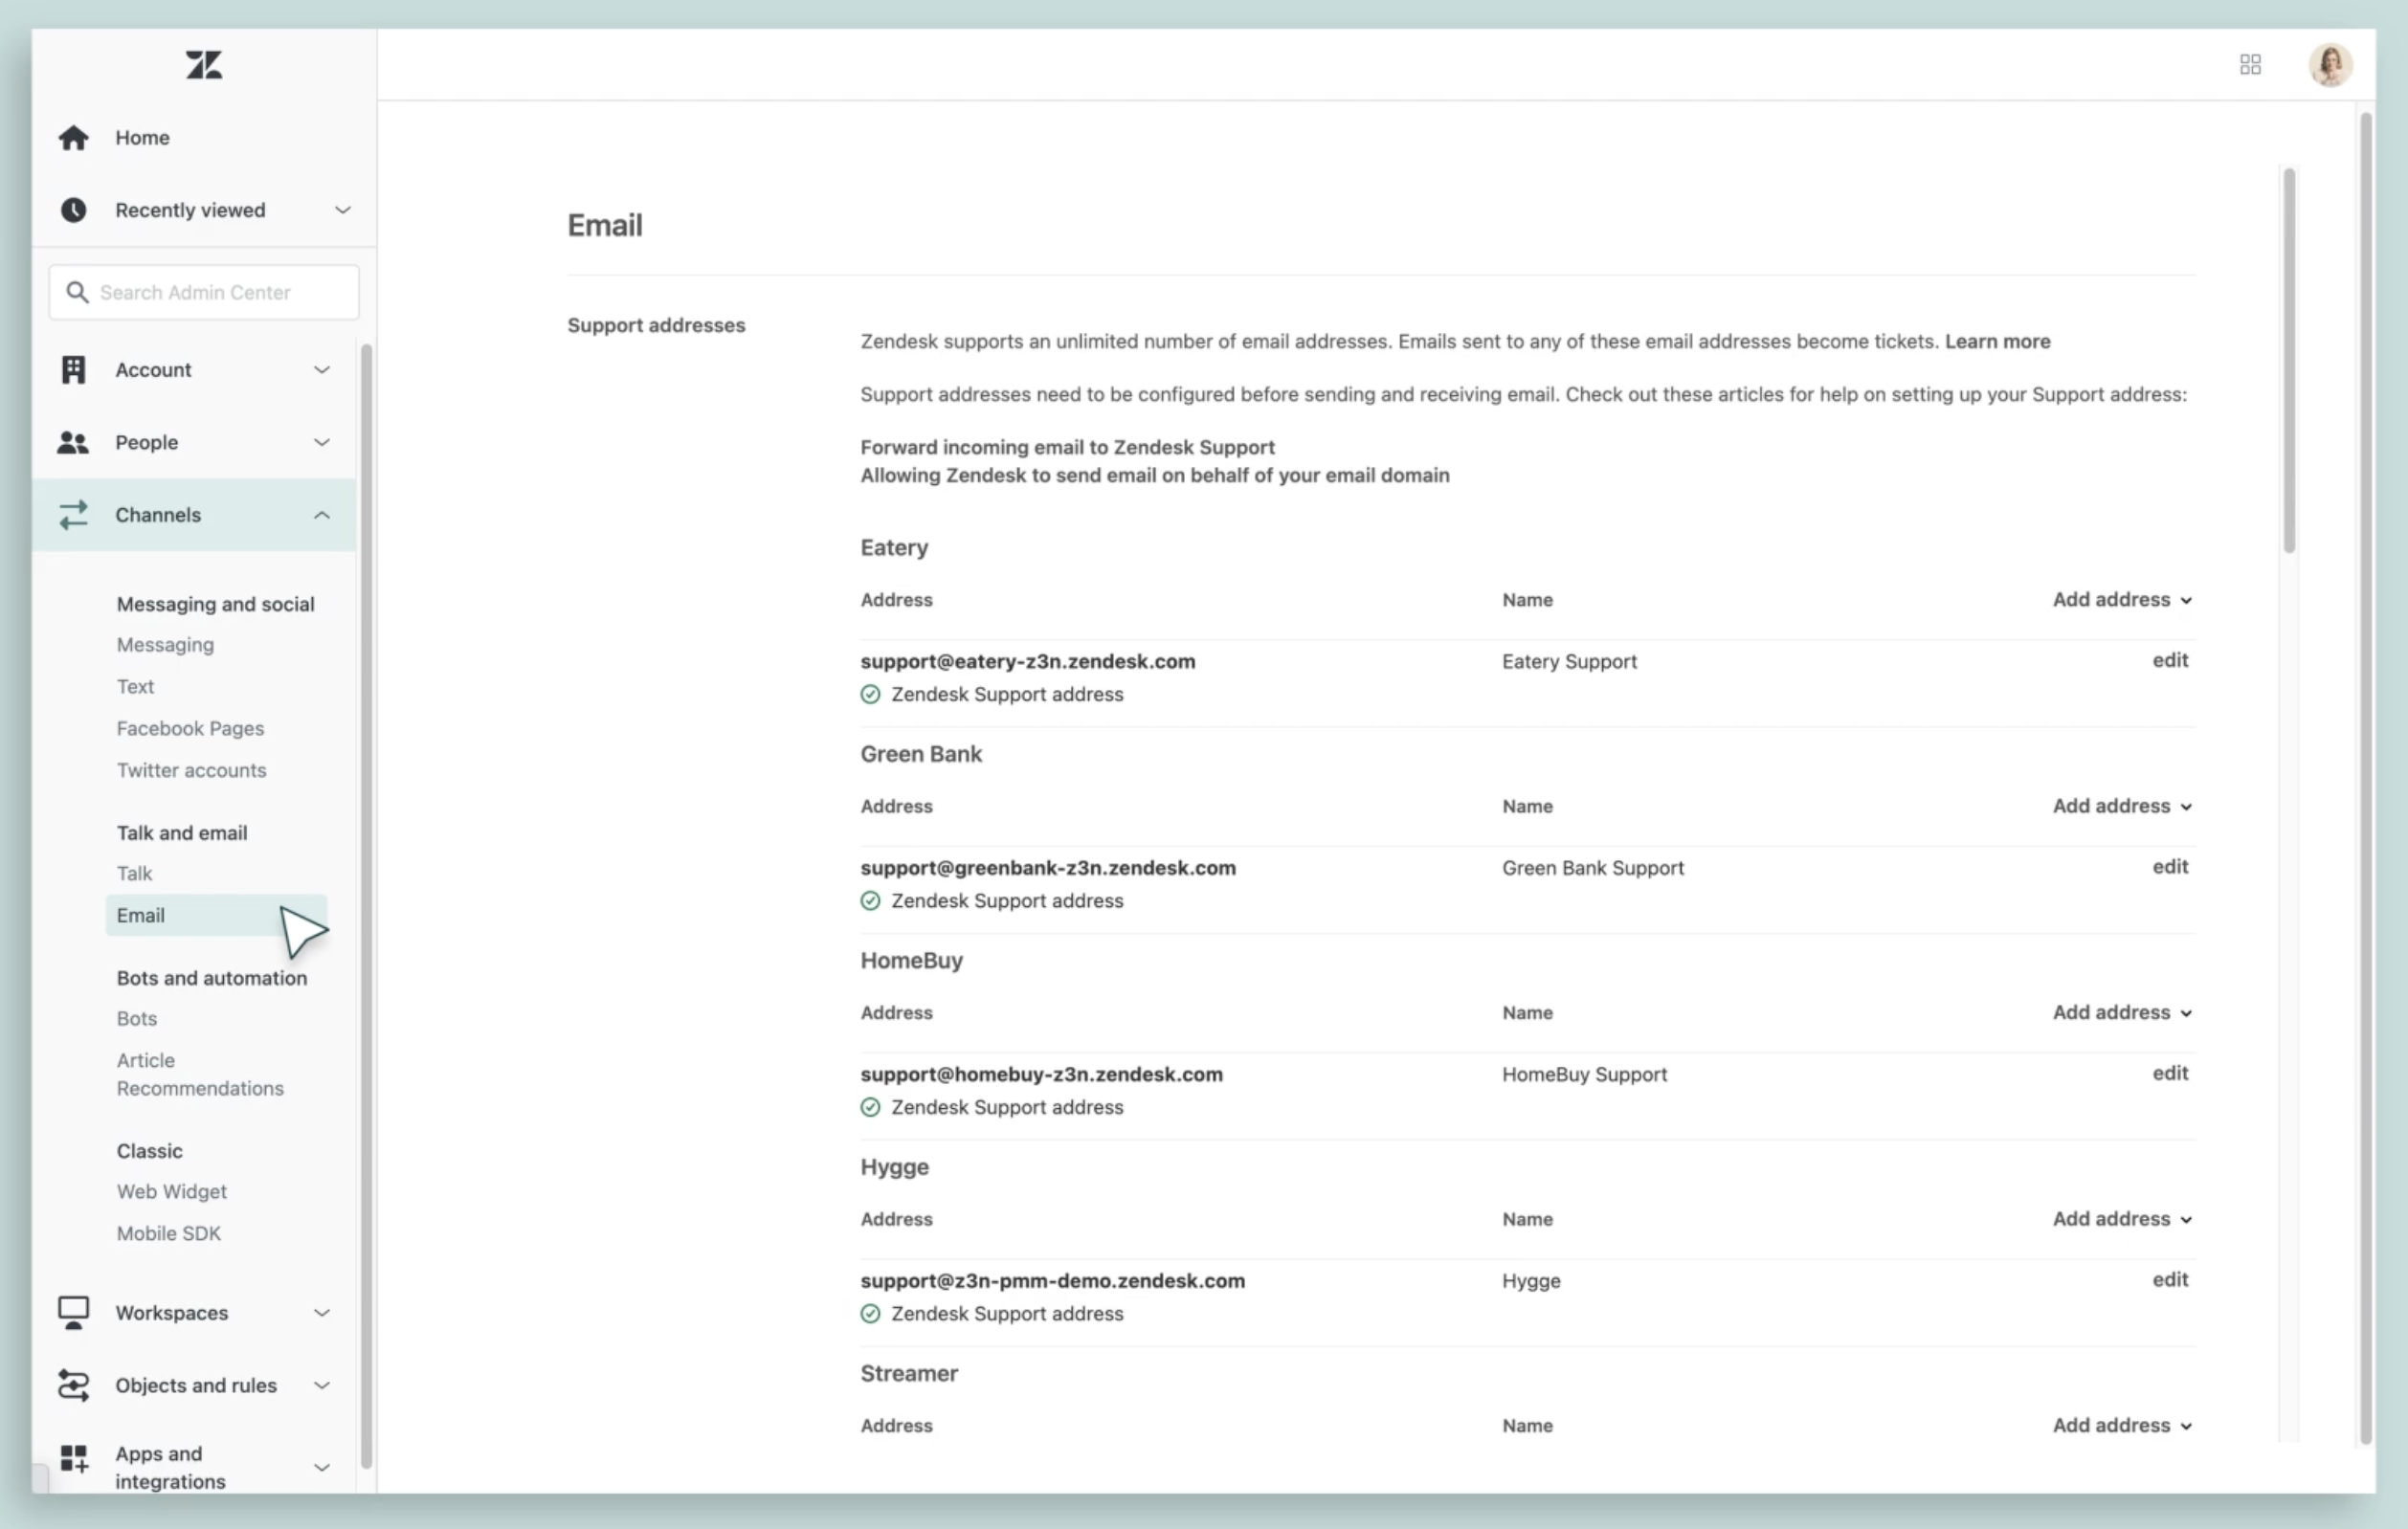 Home
Recently viewed
Search Admin Center
Account
People
Channels
Messaging and social
Messaging
Text
Facebook Pages
Twitter accounts
Talk and email
Talk
Email
Bots and automation
Bots
Article
Recommendations
Classic
Web Widget
Mobile SDK
Workspaces
Objects and rules
Apps and
integrations
Email
Support addresses
Zendesk supports an unlimited number of email addresses. Emails sent to any of these email addresses become tickets. Learn more
Support addresses need to be configured before sending and receiving email. Check out these articles for help on setting up your Support address:
Forward incoming email to Zendesk Support
Allowing Zendesk to send email on behalf of your email domain
Eatery
Address Name Add address
support@eatery-z3n.zendesk.com Eatery Support edit
Zendesk Support address
Green Bank
Address Name Add address
support@greenbank-z3n.zendesk.com Green Bank Support edit
Zendesk Support address
HomeBuy
Address Name Add address
support@homebuy-z3n.zendesk.com HomeBuy Support edit
Zendesk Support address
Hygge
Address Name Add address
support@z3n-pmm-demo.zendesk.com Hygge edit
Zendesk Support address
Streamer
Address Name Add address